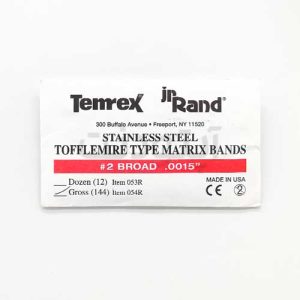 Temrex jnRand®
300 Buffalo Avenue • Freeport, NY 11520
STAINLESS STEEL
TOFFLEMIRE TYPE MATRIX BANDS
#2 BROAD .0015"
Dozen (12) Item 053R
Gross (144) Item 054R
MADE IN USA
CE ②